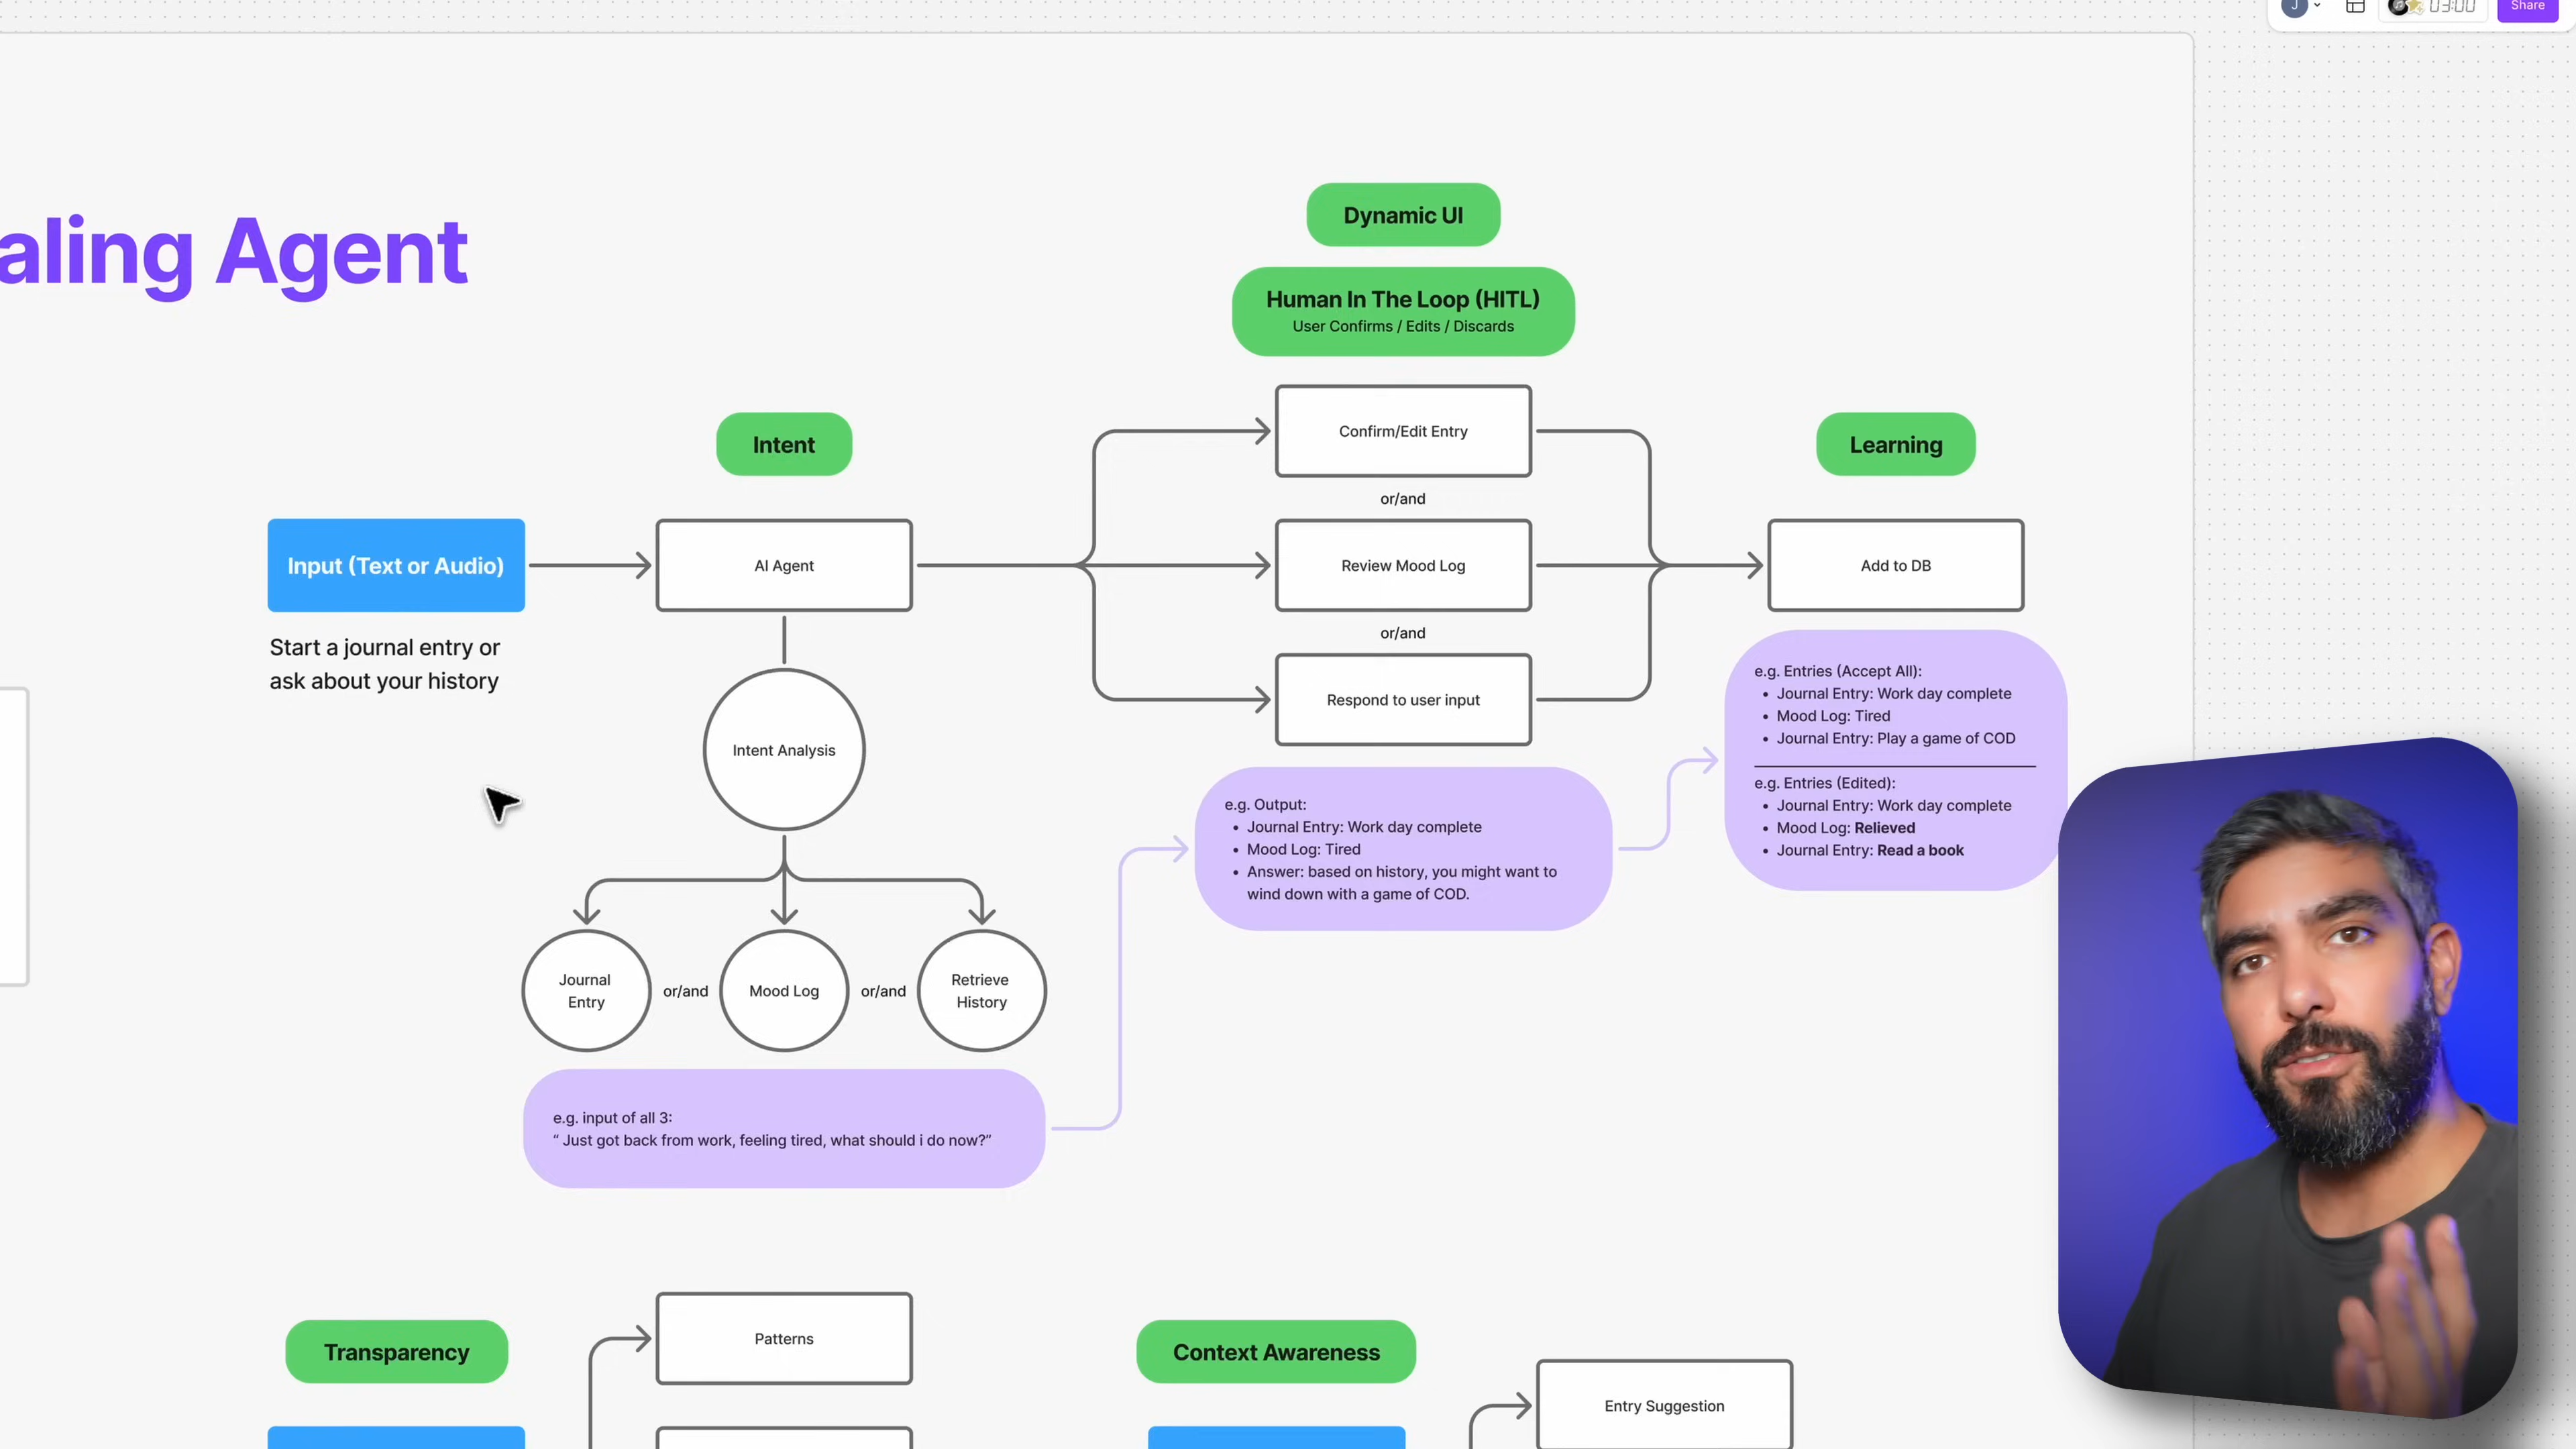 J
03:00
Share
aling Agent
Dynamic UI
Human In The Loop (HITL)
User Confirms / Edits / Discards
Intent
Learning
Confirm/Edit Entry
or/and
Input (Text or Audio)
AI Agent
Review Mood Log
Add to DB
or/and
Start a journal entry or
ask about your history
Respond to user input
Intent Analysis
e.g. Entries (Accept All):
• Journal Entry: Work day complete
• Mood Log: Tired
• Journal Entry: Play a game of COD
e.g. Entries (Edited):
• Journal Entry: Work day complete
• Mood Log: Relieved
• Journal Entry: Read a book
e.g. Output:
• Journal Entry: Work day complete
• Mood Log: Tired
• Answer: based on history, you might want to
wind down with a game of COD.
Journal
Entry
or/and
Mood Log
or/and
Retrieve
History
e.g. input of all 3:
“ Just got back from work, feeling tired, what should i do now?”
Transparency
Patterns
Context Awareness
Entry Suggestion